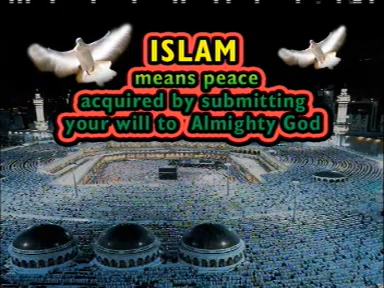 ISLAM
means peace
acquired by submitting
your will to Almighty God